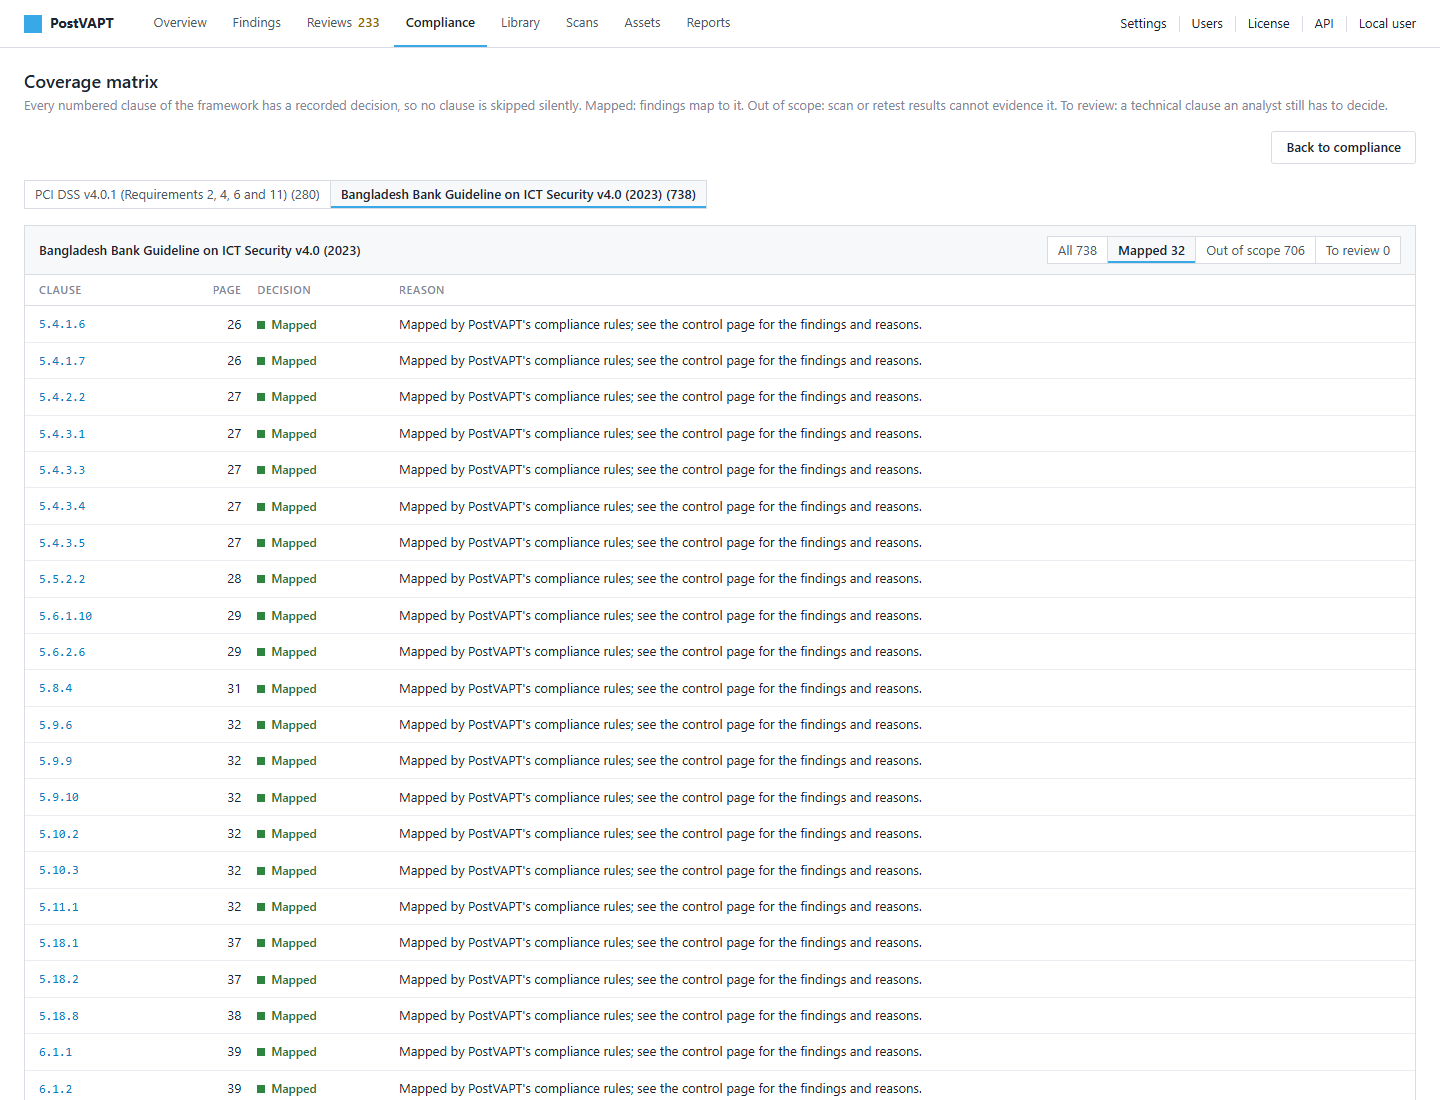 PostVAPT Overview Findings Reviews 233 Compliance Library Scans Assets Reports Settings Users License API Local user
Coverage matrix
Every numbered clause of the framework has a recorded decision, so no clause is skipped silently. Mapped: findings map to it. Out of scope: scan or retest results cannot evidence it. To review: a technical clause an analyst still has to decide.
Back to compliance
PCI DSS v4.0.1 (Requirements 2, 4, 6 and 11) (280) Bangladesh Bank Guideline on ICT Security v4.0 (2023) (738)
Bangladesh Bank Guideline on ICT Security v4.0 (2023) All 738 Mapped 32 Out of scope 706 To review 0
CLAUSE PAGE DECISION REASON
5.4.1.6 26 Mapped Mapped by PostVAPT's compliance rules; see the control page for the findings and reasons.
5.4.1.7 26 Mapped Mapped by PostVAPT's compliance rules; see the control page for the findings and reasons.
5.4.2.2 27 Mapped Mapped by PostVAPT's compliance rules; see the control page for the findings and reasons.
5.4.3.1 27 Mapped Mapped by PostVAPT's compliance rules; see the control page for the findings and reasons.
5.4.3.3 27 Mapped Mapped by PostVAPT's compliance rules; see the control page for the findings and reasons.
5.4.3.4 27 Mapped Mapped by PostVAPT's compliance rules; see the control page for the findings and reasons.
5.4.3.5 27 Mapped Mapped by PostVAPT's compliance rules; see the control page for the findings and reasons.
5.5.2.2 28 Mapped Mapped by PostVAPT's compliance rules; see the control page for the findings and reasons.
5.6.1.10 29 Mapped Mapped by PostVAPT's compliance rules; see the control page for the findings and reasons.
5.6.2.6 29 Mapped Mapped by PostVAPT's compliance rules; see the control page for the findings and reasons.
5.8.4 31 Mapped Mapped by PostVAPT's compliance rules; see the control page for the findings and reasons.
5.9.6 32 Mapped Mapped by PostVAPT's compliance rules; see the control page for the findings and reasons.
5.9.9 32 Mapped Mapped by PostVAPT's compliance rules; see the control page for the findings and reasons.
5.9.10 32 Mapped Mapped by PostVAPT's compliance rules; see the control page for the findings and reasons.
5.10.2 32 Mapped Mapped by PostVAPT's compliance rules; see the control page for the findings and reasons.
5.10.3 32 Mapped Mapped by PostVAPT's compliance rules; see the control page for the findings and reasons.
5.11.1 32 Mapped Mapped by PostVAPT's compliance rules; see the control page for the findings and reasons.
5.18.1 37 Mapped Mapped by PostVAPT's compliance rules; see the control page for the findings and reasons.
5.18.2 37 Mapped Mapped by PostVAPT's compliance rules; see the control page for the findings and reasons.
5.18.8 38 Mapped Mapped by PostVAPT's compliance rules; see the control page for the findings and reasons.
6.1.1 39 Mapped Mapped by PostVAPT's compliance rules; see the control page for the findings and reasons.
6.1.2 39 Mapped Mapped by PostVAPT's compliance rules; see the control page for the findings and reasons.